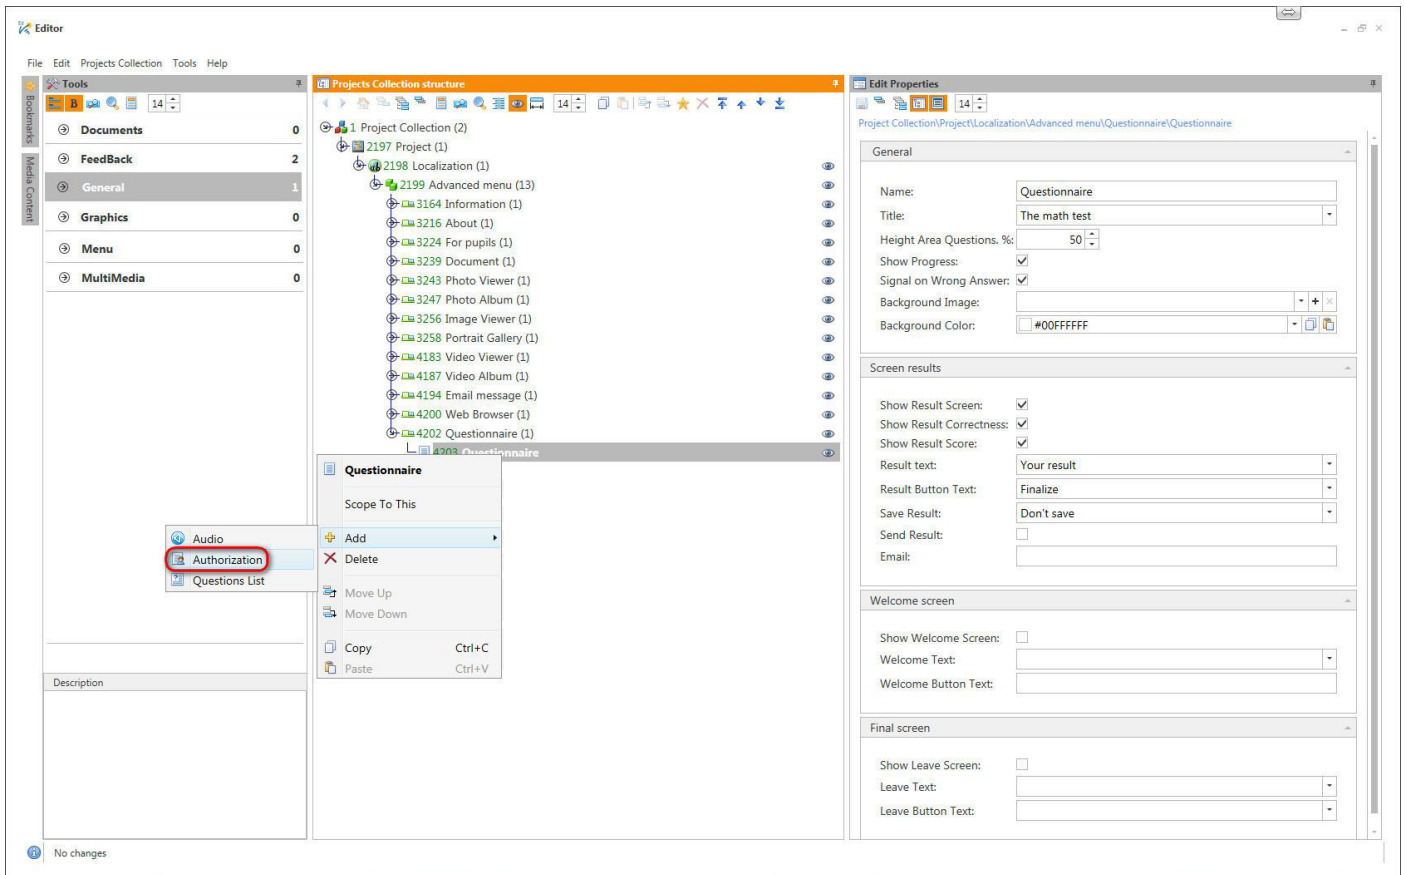 Editor
File Edit Projects Collection Tools Help
Bookmarks
Media Content
Tools
B 14
Documents 0
FeedBack 2
General 1
Graphics 0
Menu 0
MultiMedia 0
Description
Projects Collection structure
14
1 Project Collection (2)
2197 Project (1)
2198 Localization (1)
2199 Advanced menu (13)
3164 Information (1)
3216 About (1)
3224 For pupils (1)
3239 Document (1)
3243 Photo Viewer (1)
3247 Photo Album (1)
3256 Image Viewer (1)
3258 Portrait Gallery (1)
4183 Video Viewer (1)
4187 Video Album (1)
4194 Email message (1)
4200 Web Browser (1)
4202 Questionnaire (1)
4203 Questionnaire
Questionnaire
Scope To This
Add
Delete
Move Up
Move Down
Copy Ctrl+C
Paste Ctrl+V
Audio
Authorization
Questions List
Edit Properties
14
Project Collection\Project\Localization\Advanced menu\Questionnaire\Questionnaire
General
Name: Questionnaire
Title: The math test
Height Area Questions. %: 50
Show Progress:
Signal on Wrong Answer:
Background Image:
Background Color: #00FFFFFF
Screen results
Show Result Screen:
Show Result Correctness:
Show Result Score:
Result text: Your result
Result Button Text: Finalize
Save Result: Don't save
Send Result:
Email:
Welcome screen
Show Welcome Screen:
Welcome Text:
Welcome Button Text:
Final screen
Show Leave Screen:
Leave Text:
Leave Button Text:
No changes